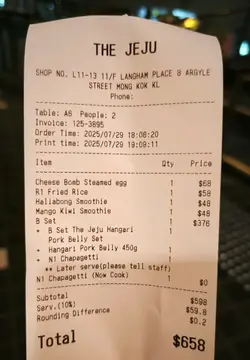 THE JEJU
SHOP NO. L11-13 11/F LANGHAM PLACE 8 ARGYLE
STREET MONG KOK KL
Phone:
Table: A6 People: 2
Invoice: 125-3895
Order Time: 2025/07/29 18:08:20
Print time: 2025/07/29 19:09:11
Item Qty Price
Cheese Bomb Steamed egg 1 $68
R1 Fried Rice 1 $58
Hallabong Smoothie 1 $48
Mango Kiwi Smoothie 1 $48
B Set 1 $376
+ B Set The Jeju Hangari 1
Pork Belly Set
+ Hangari Pork Belly 450g 1
+ N1 Chapagetti 1
** Later serve(please tell staff)
N1 Chapagetti (Now Cook) 1 $0
Subtotal $598
Serv.(10%) $59.8
Rounding Difference $0.2
Total $658